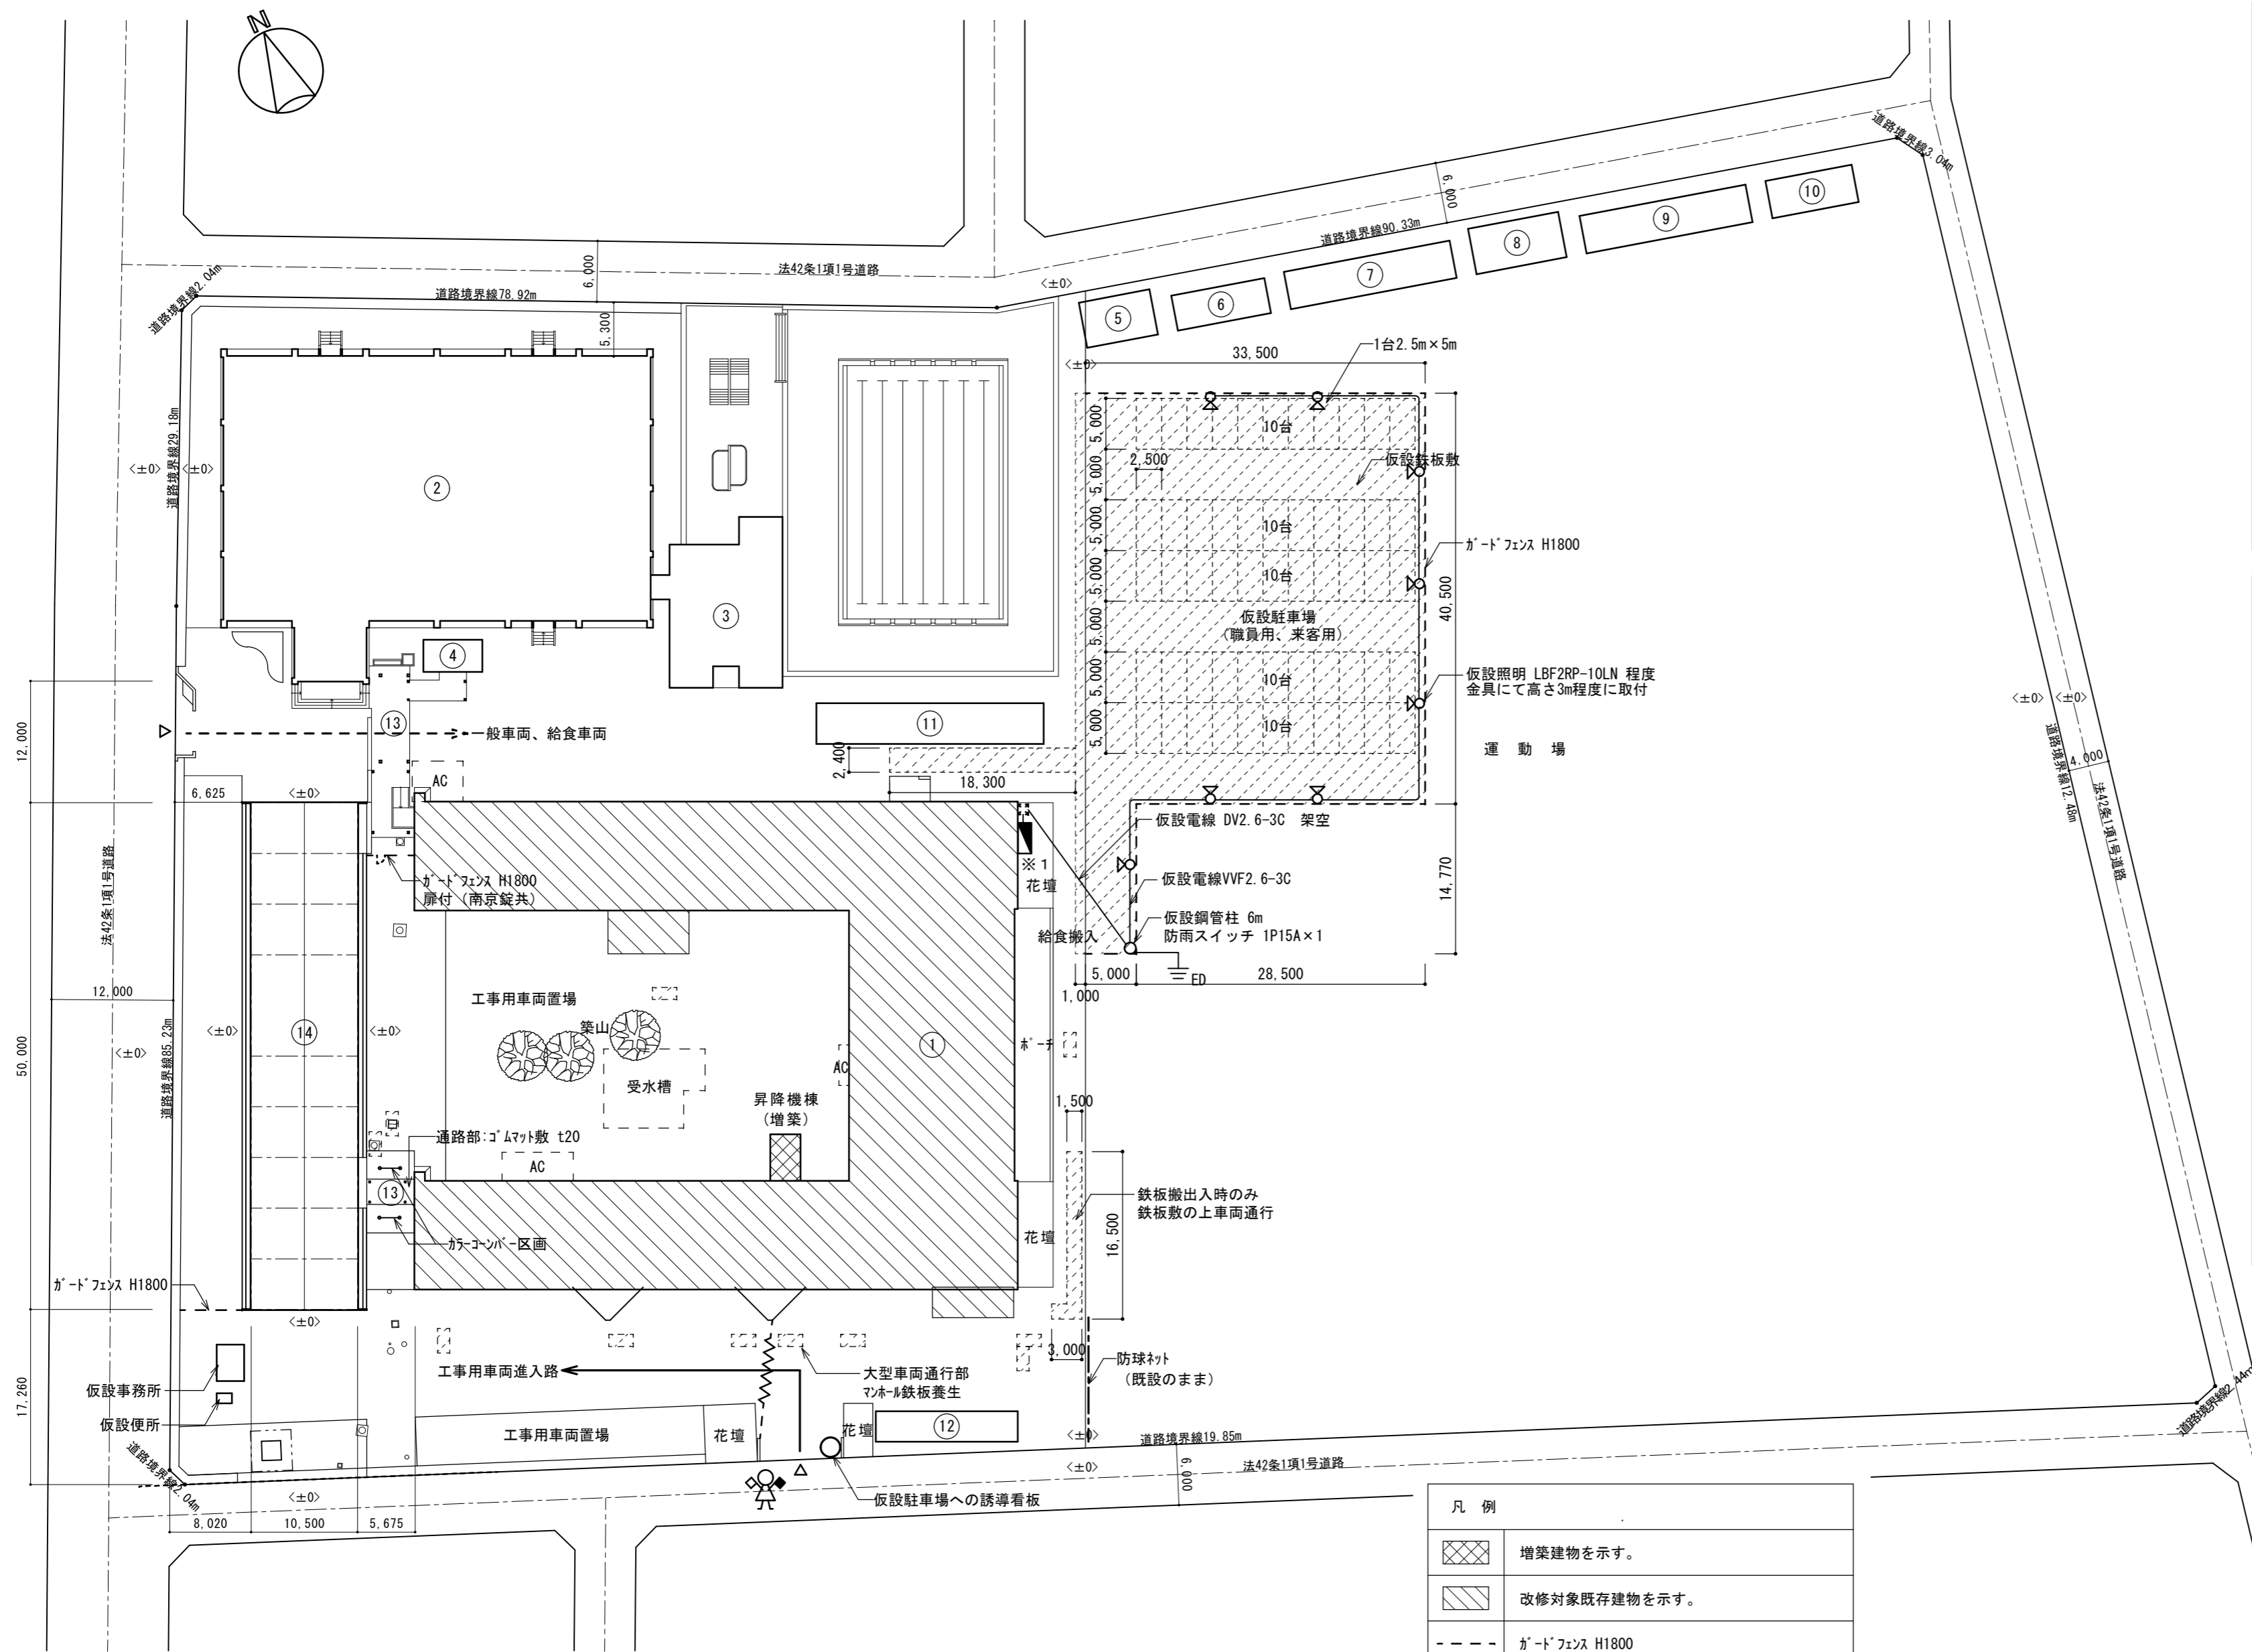 N
道路境界線3.04m
6,000
⑩
⑨
⑧
⑦
⑥
⑤
道路境界線90.33m
法42条1項1号道路
6,000
<±0>
道路境界線2.04m
道路境界線78.92m
5,300
33,500
1台2.5m×5m
<±0>
10台
5,000
5,000
5,000
5,000
5,000
5,000
5,000
2,500
仮設鉄板敷
道路境界線29.18m
<±0>
<±0>
②
10台
ガードフェンス H1800
10台
40,500
③
仮設駐車場
(職員用、来客用)
④
10台
仮設照明 LBF2RP-10LN 程度
金具にて高さ3m程度に取付
<±0>
<±0>
12,000
⑬
一般車両、給食車両
⑪
10台
運 動 場
道路境界線12.48m
4,000
法42条1項1号道路
2,400
AC
18,300
6,625
<±0>
仮設電線 DV2.6-3C 架空
※1
花壇
ガードフェンス H1800
扉付 (南京錠共)
仮設電線VVF2.6-3C
14,770
法42条1項1号道路
仮設鋼管柱 6m
防雨スイッチ 1P15A×1
給食搬入
ED
5,000
28,500
1,000
12,000
工事用車両置場
築山
<±0>
⑭
<±0>
①
ポーチ
<±0>
50,000
道路境界線85.23m
受水槽
AC
昇降機棟
(増築)
1,500
通路部:ゴムマット敷 t20
AC
⑬
鉄板搬出入時のみ
鉄板敷の上車両通行
16,500
花壇
カラーコーンバー区画
ガードフェンス H1800
<±0>
3,000
防球ネット
(既設のまま)
工事用車両進入路
大型車両通行部
マンホール鉄板養生
仮設事務所
17,260
仮設便所
工事用車両置場
花壇
花壇
⑫
<±0>
道路境界線19.85m
道路境界線2.44m
道路境界線2.04m
<±0>
<±0>
6,000
法42条1項1号道路
仮設駐車場への誘導看板
8,020
10,500
5,675
凡 例
増築建物を示す。
改修対象既存建物を示す。
ガードフェンス H1800